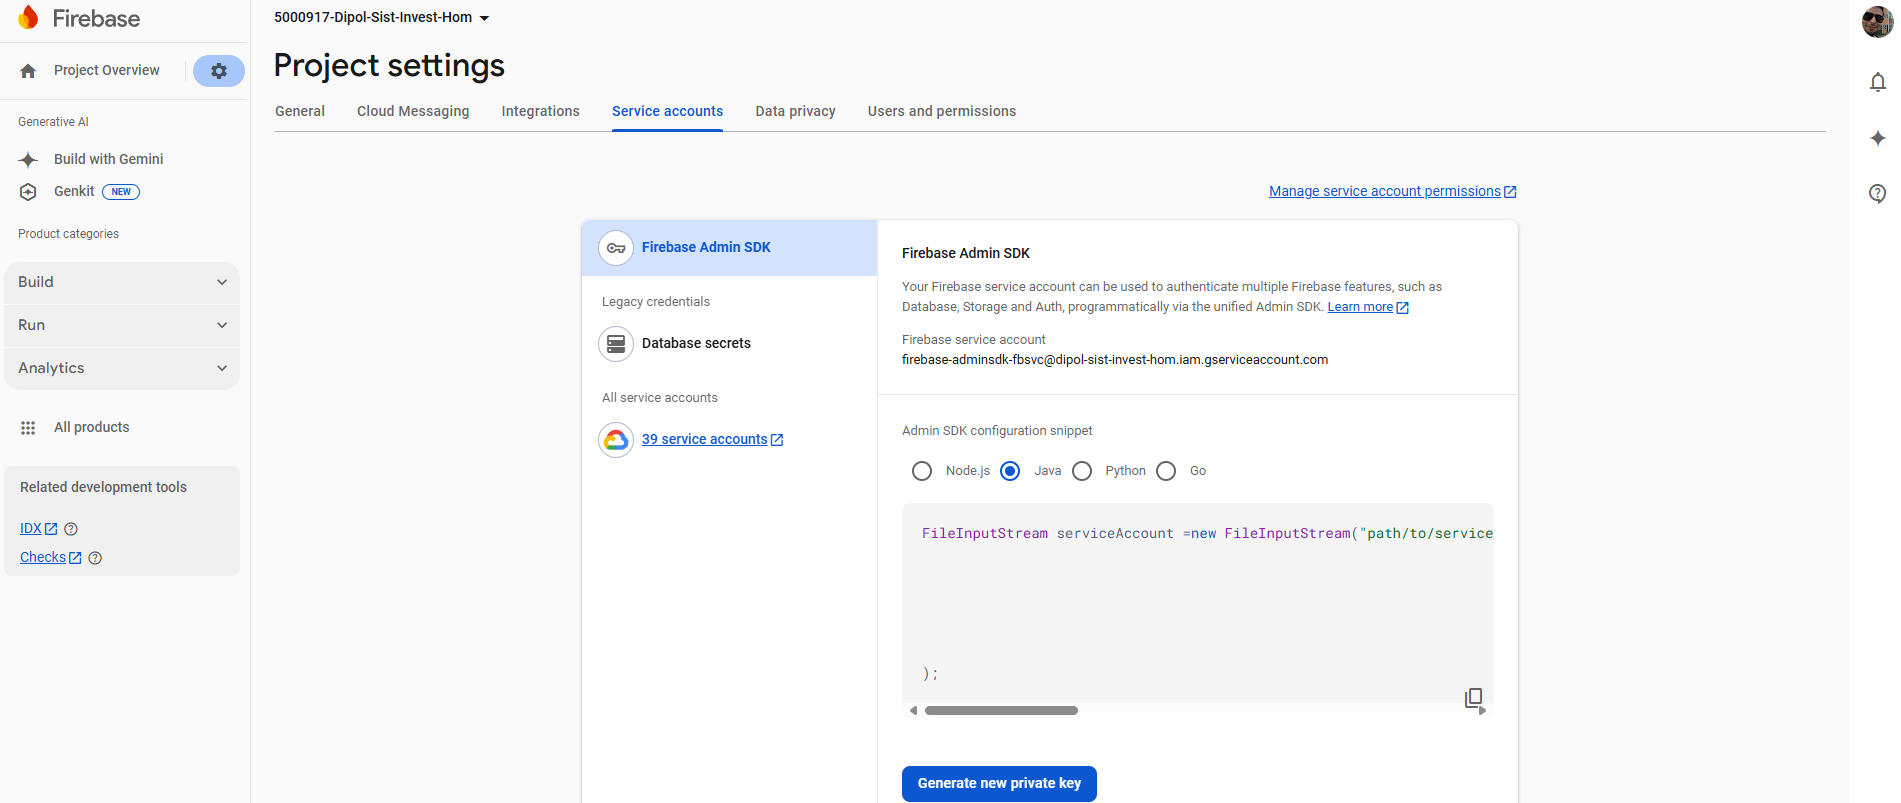 Firebase
5000917-Dipol-Sist-Invest-Hom
Project settings
Project Overview
General
Cloud Messaging
Integrations
Service accounts
Data privacy
Users and permissions
Generative AI
Build with Gemini
Genkit
NEW
Product categories
Build
Run
Analytics
All products
Related development tools
IDX
Checks
Manage service account permissions
Firebase Admin SDK
Legacy credentials
Database secrets
All service accounts
39 service accounts
Firebase Admin SDK
Your Firebase service account can be used to authenticate multiple Firebase features, such as
Database, Storage and Auth, programmatically via the unified Admin SDK. Learn more
Firebase service account
firebase-adminsdk-fbsvc@dipol-sist-invest-hom.iam.gserviceaccount.com
Admin SDK configuration snippet
Node.js
Java
Python
Go
FileInputStream serviceAccount =new FileInputStream("path/to/service
);
Generate new private key